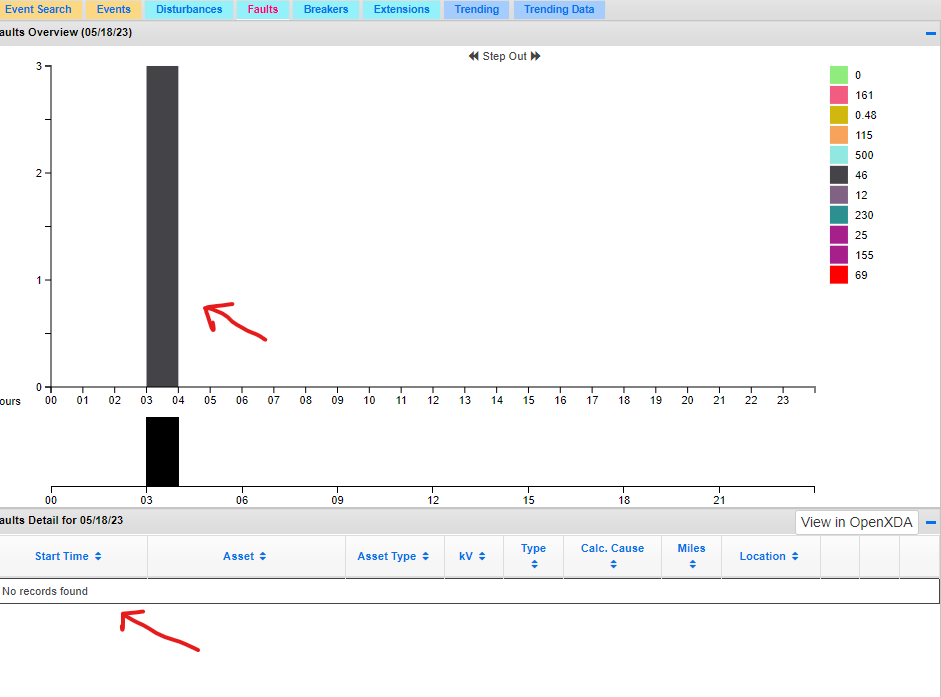 Event Search Events Disturbances Faults Breakers Extensions Trending Trending Data
aults Overview (05/18/23)
Step Out
3
2
1
0
ours 00 01 02 03 04 05 06 07 08 09 10 11 12 13 14 15 16 17 18 19 20 21 22 23
0
161
0.48
115
500
46
12
230
25
155
69
00 03 06 09 12 15 18 21
aults Detail for 05/18/23 View in OpenXDA
Start Time Asset Asset Type kV Type Calc. Cause Miles Location
No records found